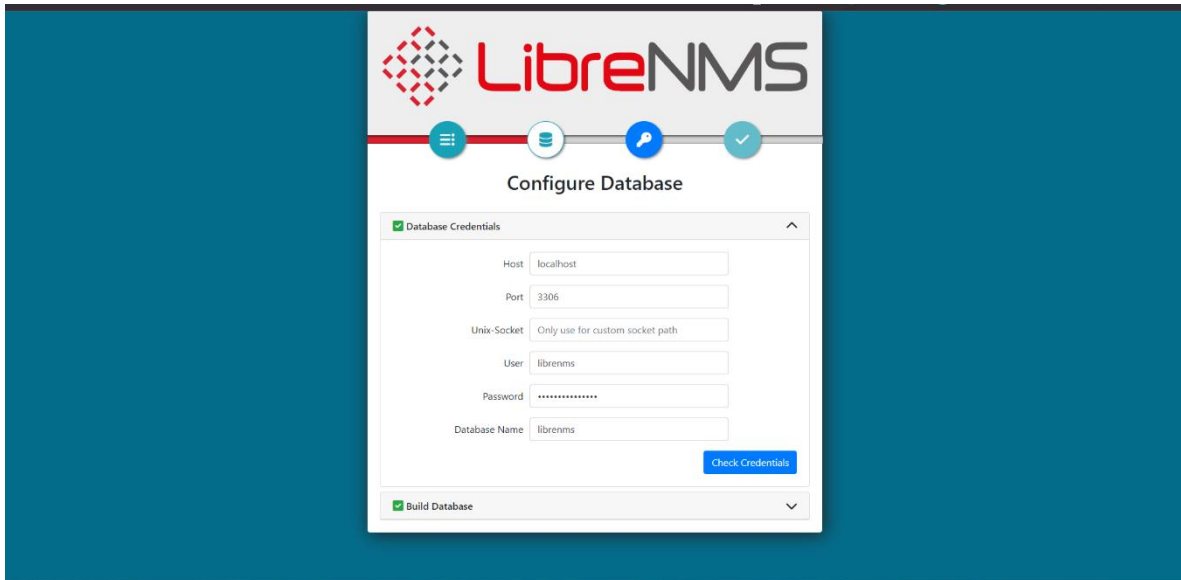 LibreNMS
Configure Database
Database Credentials
Host localhost
Port 3306
Unix-Socket Only use for custom socket path
User librenms
Password •••••••••••••••
Database Name librenms
Check Credentials
Build Database